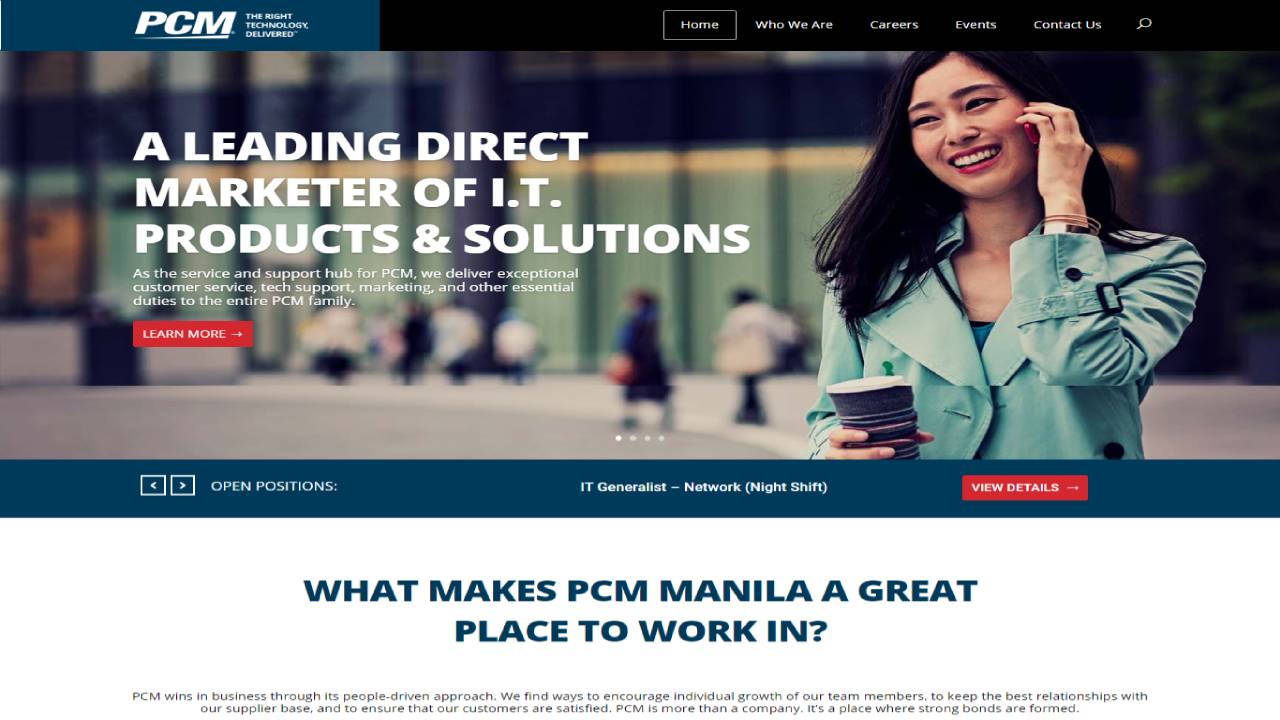 PCM
THE RIGHT
TECHNOLOGY.
DELIVERED™
Home
Who We Are
Careers
Events
Contact Us
A LEADING DIRECT
MARKETER OF I.T.
PRODUCTS & SOLUTIONS
As the service and support hub for PCM, we deliver exceptional
customer service, tech support, marketing, and other essential
duties to the entire PCM family.
LEARN MORE →
OPEN POSITIONS:
IT Generalist – Network (Night Shift)
VIEW DETAILS →
WHAT MAKES PCM MANILA A GREAT
PLACE TO WORK IN?
PCM wins in business through its people-driven approach. We find ways to encourage individual growth of our team members, to keep the best relationships with
our supplier base, and to ensure that our customers are satisfied. PCM is more than a company. It's a place where strong bonds are formed.